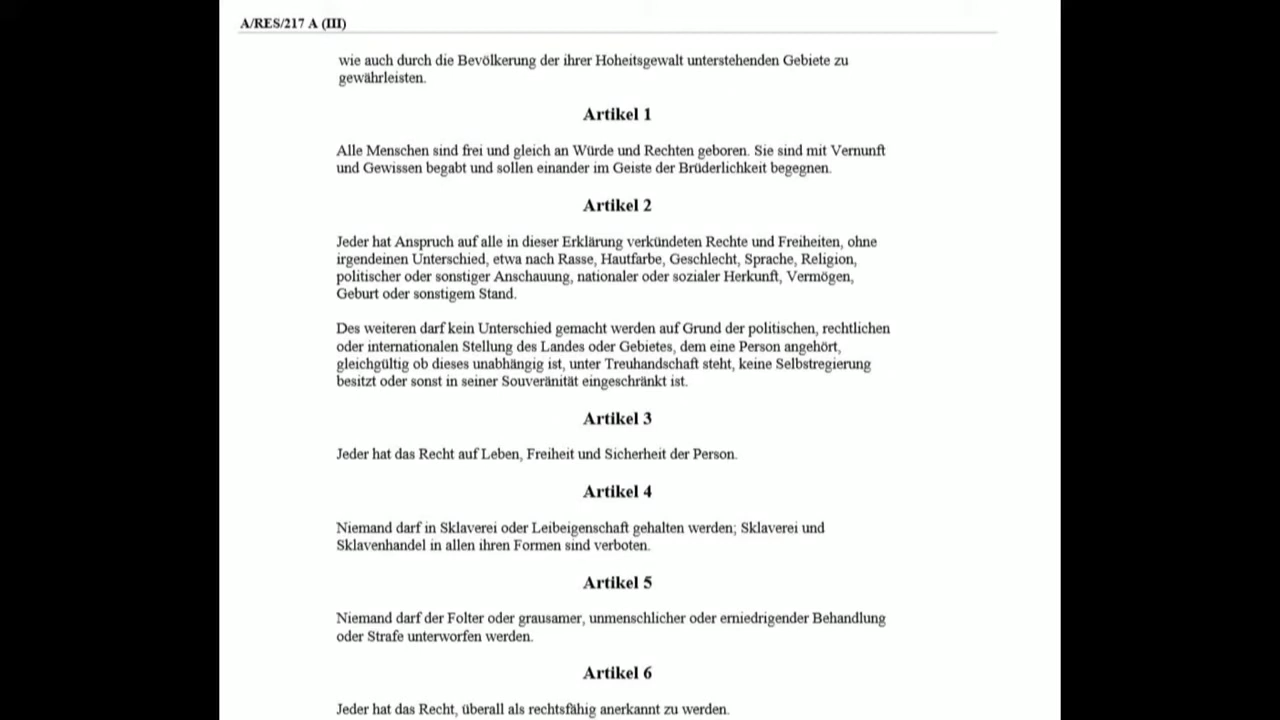 A/RES/217 A (III)
wie auch durch die Bevölkerung der ihrer Hoheitsgewalt unterstehenden Gebiete zu
gewährleisten.
Artikel 1
Alle Menschen sind frei und gleich an Würde und Rechten geboren. Sie sind mit Vernunft
und Gewissen begabt und sollen einander im Geiste der Brüderlichkeit begegnen.
Artikel 2
Jeder hat Anspruch auf alle in dieser Erklärung verkündeten Rechte und Freiheiten, ohne
irgendeinen Unterschied, etwa nach Rasse, Hautfarbe, Geschlecht, Sprache, Religion,
politischer oder sonstiger Anschauung, nationaler oder sozialer Herkunft, Vermögen,
Geburt oder sonstigem Stand.
Des weiteren darf kein Unterschied gemacht werden auf Grund der politischen, rechtlichen
oder internationalen Stellung des Landes oder Gebietes, dem eine Person angehört,
gleichgültig ob dieses unabhängig ist, unter Treuhandschaft steht, keine Selbstregierung
besitzt oder sonst in seiner Souveränität eingeschränkt ist.
Artikel 3
Jeder hat das Recht auf Leben, Freiheit und Sicherheit der Person.
Artikel 4
Niemand darf in Sklaverei oder Leibeigenschaft gehalten werden; Sklaverei und
Sklavenhandel in allen ihren Formen sind verboten.
Artikel 5
Niemand darf der Folter oder grausamer, unmenschlicher oder erniedrigender Behandlung
oder Strafe unterworfen werden.
Artikel 6
Jeder hat das Recht, überall als rechtsfähig anerkannt zu werden.